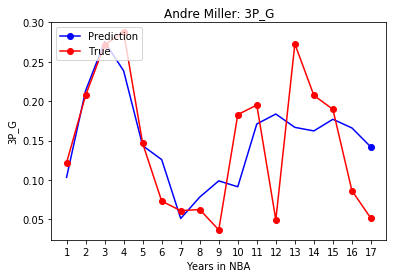 Andre Miller: 3P_G
Prediction
True
0.30
0.25
0.20
0.15
0.10
0.05
3P_G
1 2 3 4 5 6 7 8 9 10 11 12 13 14 15 16 17
Years in NBA